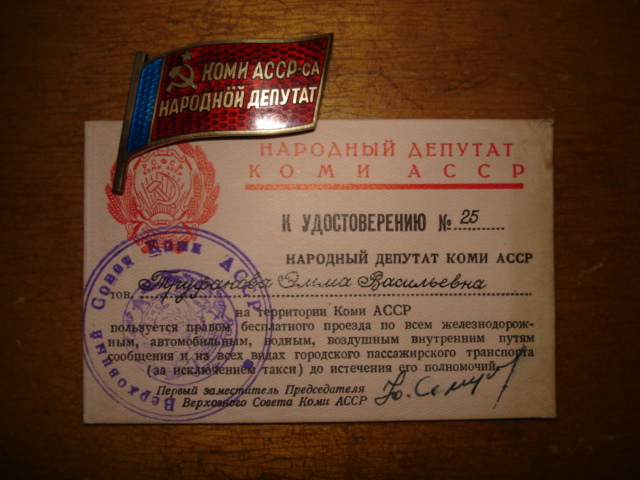 КОМИ АССР-СА
НАРОДНӦЙ ДЕПУТАТ
НАРОДНЫЙ ДЕПУТАТ
КОМИ АССР
РСФСР
К УДОСТОВЕРЕНИЮ № 25
НАРОДНЫЙ ДЕПУТАТ КОМИ АССР
тов. Труфанова Эмма Васильевна
на территории Коми АССР
пользуется правом бесплатного проезда по всем железнодорож-
ным, автомобильным, водным, воздушным внутренним путям
сообщения и на всех видах городского пассажирского транспорта
(за исключением такси) до истечения его полномочий.
Первый заместитель Председателя
Верховного Совета Коми АССР
Верховный Совет Коми АССР